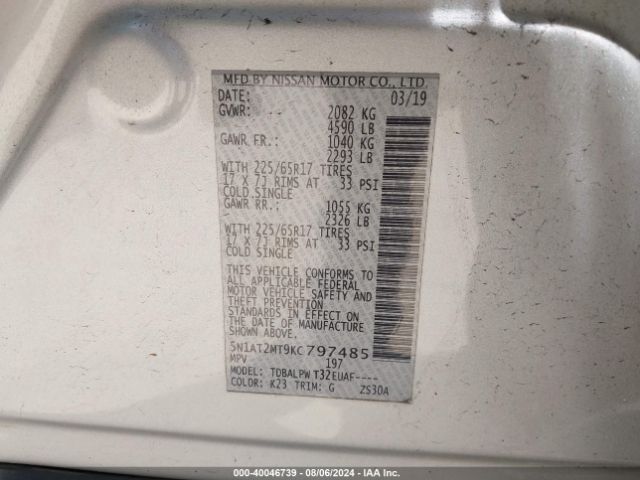 MFD BY NISSAN MOTOR CO., LTD.
DATE: 03/19
GVWR: 2082 KG
4590 LB
GAWR FR.: 1040 KG
2293 LB
WITH 225/65R17 TIRES
17 X 7J RIMS AT 33 PSI
COLD SINGLE
GAWR RR.: 1055 KG
2326 LB
WITH 225/65R17 TIRES
17 X 7J RIMS AT 33 PSI
COLD SINGLE
THIS VEHICLE CONFORMS TO
ALL APPLICABLE FEDERAL
MOTOR VEHICLE SAFETY AND
THEFT PREVENTION
STANDARDS IN EFFECT ON
THE DATE OF MANUFACTURE
SHOWN ABOVE.
5N1AT2MT9KC797485
MPV 197
MODEL: TDBALPWT32EUAF----
COLOR: K23 TRIM: G ZS30A
000-40046739 - 08/06/2024 - IAA Inc.